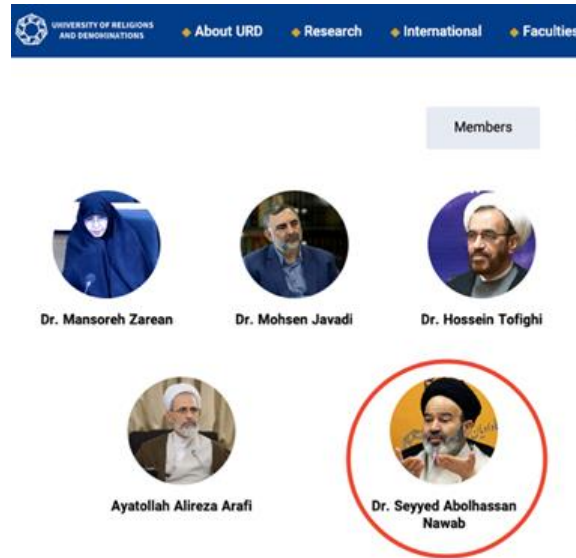 UNIVERSITY OF RELIGIONS
AND DENOMINATIONS
About URD
Research
International
Faculties
Members
Dr. Mansoreh Zarean
Dr. Mohsen Javadi
Dr. Hossein Tofighi
Ayatollah Alireza Arafi
Dr. Seyyed Abolhassan
Nawab